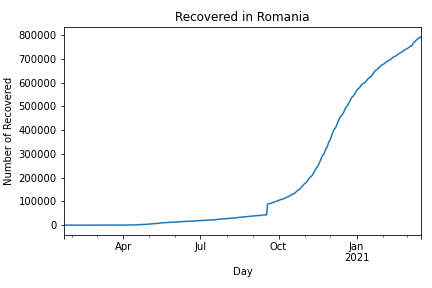 Recovered in Romania
800000
700000
600000
500000
400000
300000
200000
100000
0
Number of Recovered
Apr Jul Oct Jan
2021
Day